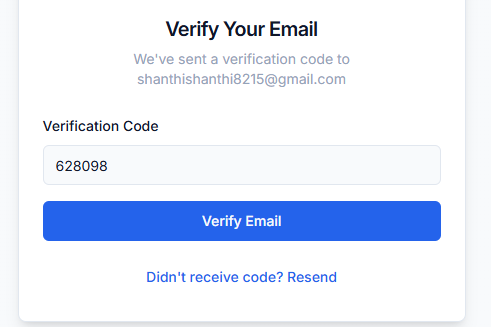 Verify Your Email
We've sent a verification code to
shanthishanthi8215@gmail.com
Verification Code
628098
Verify Email
Didn't receive code? Resend